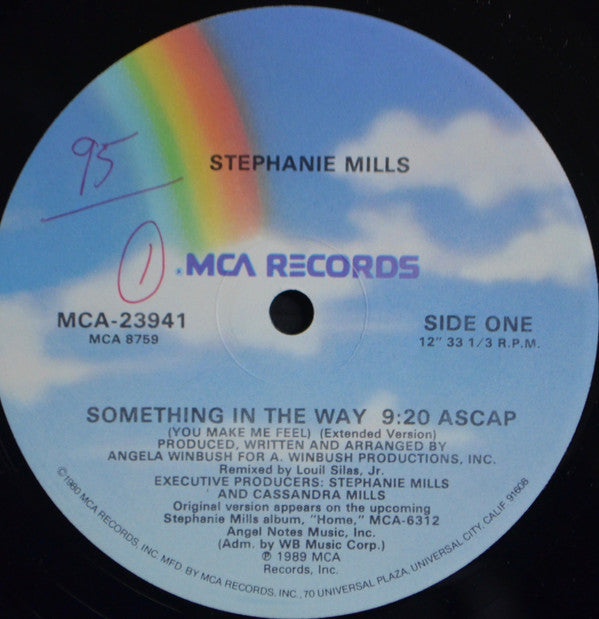 95
STEPHANIE MILLS
1
MCA RECORDS
MCA-23941
MCA 8759
SIDE ONE
12" 33 1/3 R.P.M.
SOMETHING IN THE WAY 9:20 ASCAP
(YOU MAKE ME FEEL) (Extended Version)
PRODUCED, WRITTEN AND ARRANGED BY
ANGELA WINBUSH FOR A. WINBUSH PRODUCTIONS, INC.
Remixed by Louil Silas, Jr.
EXECUTIVE PRODUCERS: STEPHANIE MILLS
AND CASSANDRA MILLS
Original version appears on the upcoming
Stephanie Mills album, "Home," MCA-6312
Angel Notes Music, Inc.
(Adm. by WB Music Corp.)
℗ 1989 MCA
Records, Inc.
©1980 MCA RECORDS, INC. MFD. BY MCA RECORDS, INC., 70 UNIVERSAL PLAZA, UNIVERSAL CITY, CALIF. 91608